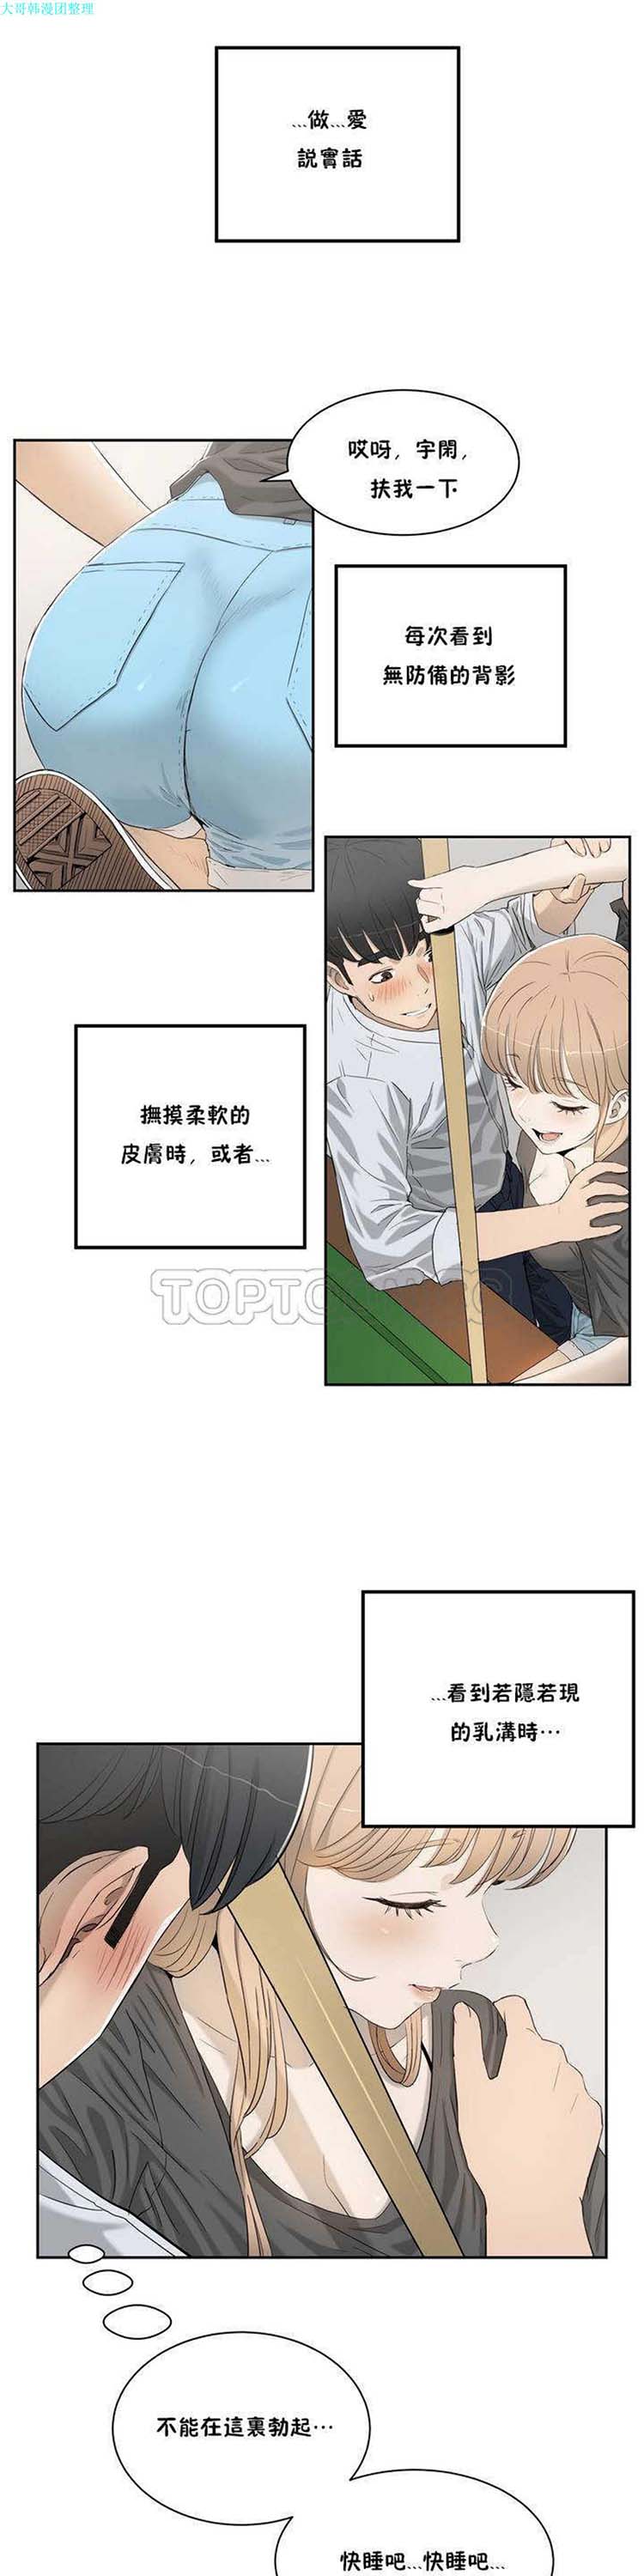 大哥韩漫团整理
...做...愛
説實話
哎呀，宇閑，
扶我一下
每次看到
無防備的背影
撫摸柔軟的
皮膚時，或者...
...看到若隱若現
的乳溝時…
不能在這裏勃起…
快睡吧...快睡吧...